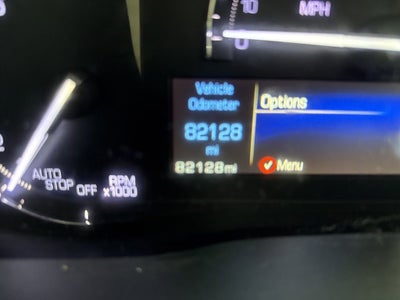 10
MPH
0
Vehicle
Odometer
82128
mi
82128mi
Options
Menu
AUTO
STOP
OFF
RPM
x1000